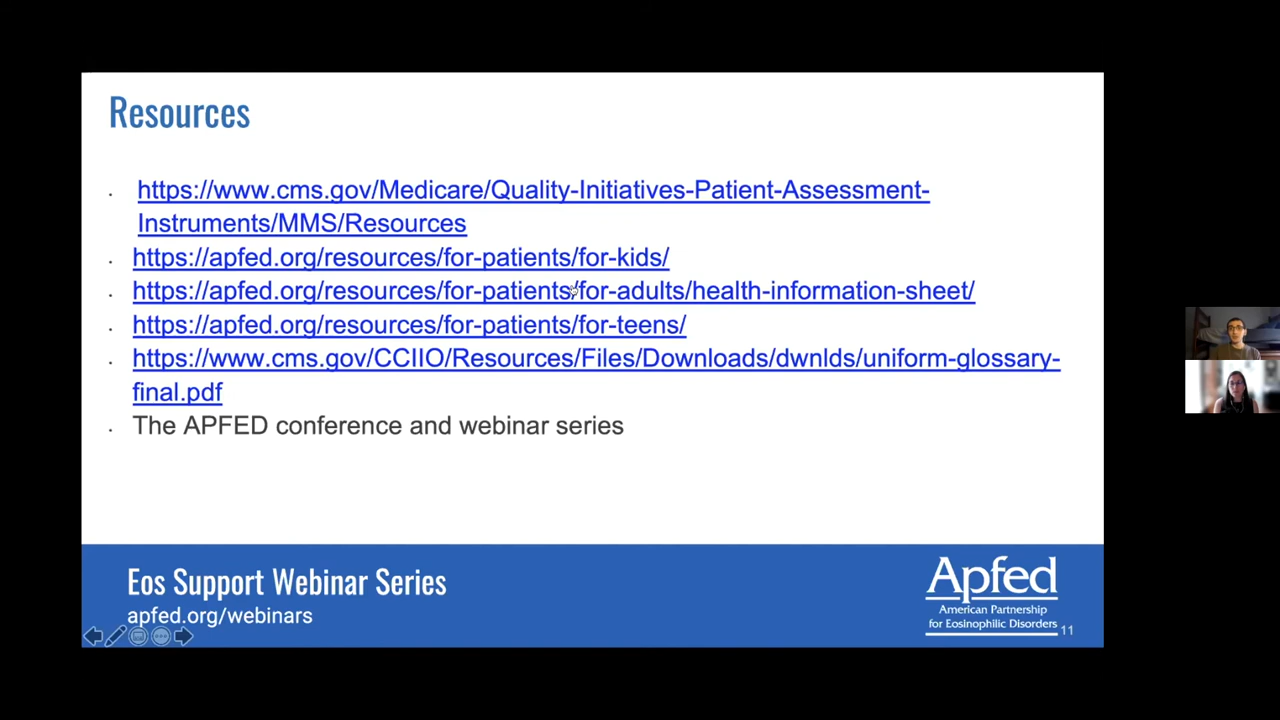 Resources
https://www.cms.gov/Medicare/Quality-Initiatives-Patient-Assessment-
Instruments/MMS/Resources
https://apfed.org/resources/for-patients/for-kids/
https://apfed.org/resources/for-patients/for-adults/health-information-sheet/
https://apfed.org/resources/for-patients/for-teens/
https://www.cms.gov/CCIIO/Resources/Files/Downloads/dwnlds/uniform-glossary-
final.pdf
The APFED conference and webinar series
Eos Support Webinar Series
apfed.org/webinars
Apfed
American Partnership
for Eosinophilic Disorders
11